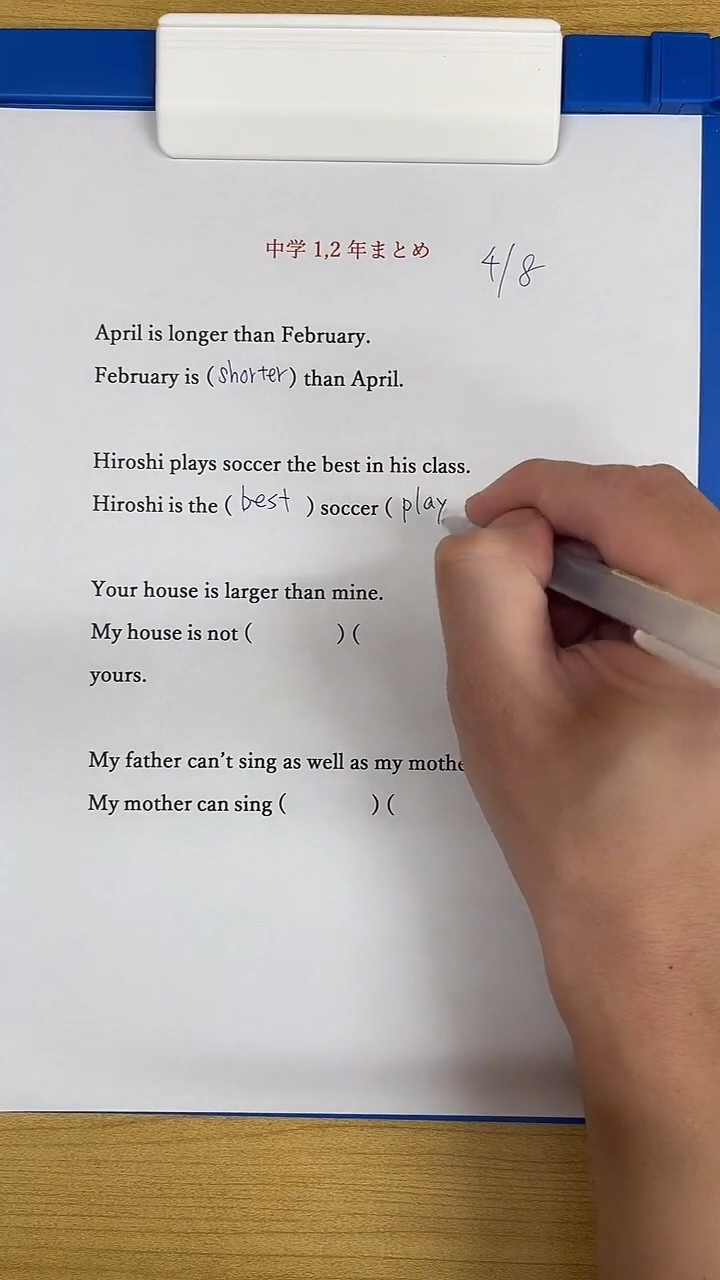 中学1,2年まとめ 4/8
April is longer than February.
February is (shorter) than April.
Hiroshi plays soccer the best in his class.
Hiroshi is the ( best ) soccer ( play
Your house is larger than mine.
My house is not (          ) (
yours.
My father can't sing as well as my mothe
My mother can sing (          ) (